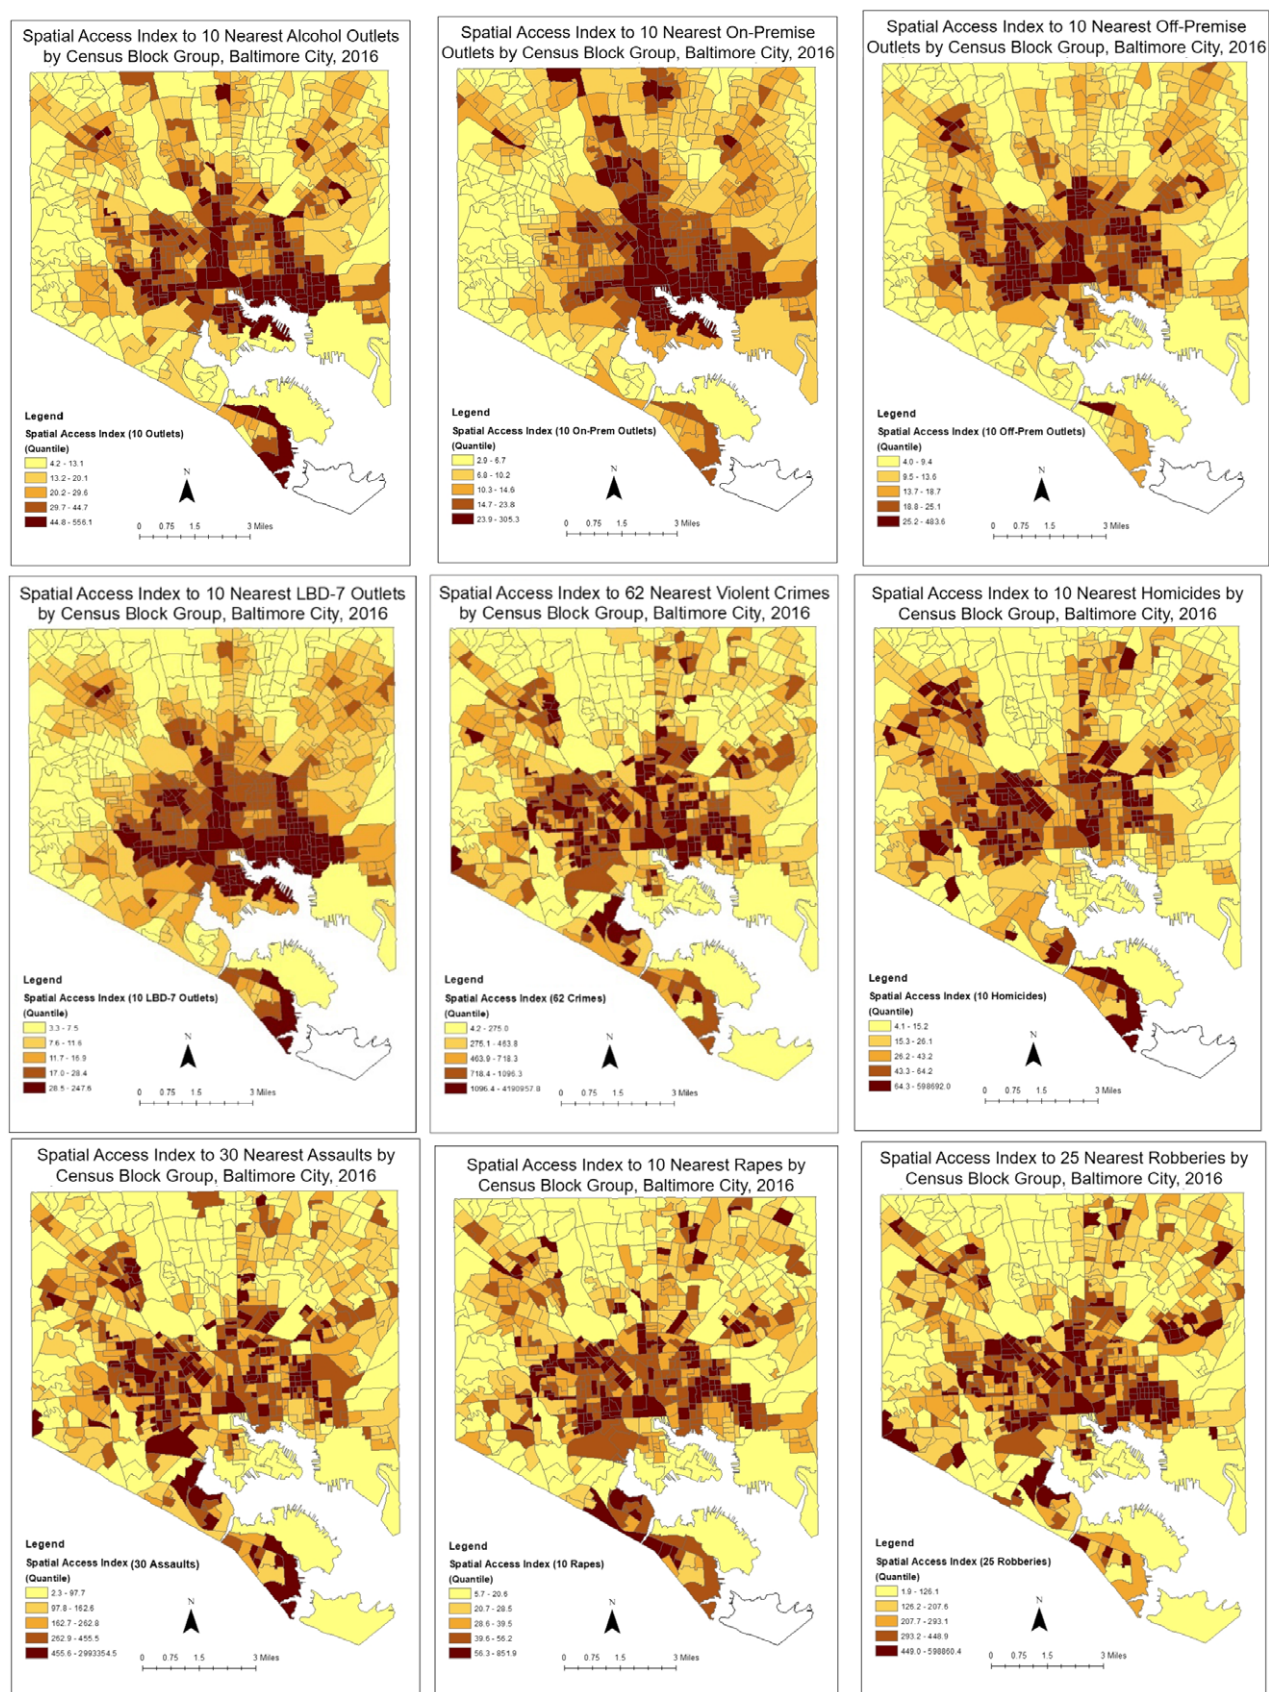 Spatial Access Index to 10 Nearest Alcohol Outlets
by Census Block Group, Baltimore City, 2016
Legend
Spatial Access Index (10 Outlets)
(Quantile)
4.2 - 13.1
13.2 - 20.1
20.2 - 29.6
29.7 - 44.7
44.8 - 556.1
N
0 0.75 1.5 3 Miles
Spatial Access Index to 10 Nearest On-Premise
Outlets by Census Block Group, Baltimore City, 2016
Legend
Spatial Access Index (10 On-Prem Outlets)
(Quantile)
2.9 - 6.7
6.8 - 10.2
10.3 - 14.6
14.7 - 23.8
23.9 - 305.3
N
0 0.75 1.5 3 Miles
Spatial Access Index to 10 Nearest Off-Premise
Outlets by Census Block Group, Baltimore City, 2016
Legend
Spatial Access Index (10 Off-Prem Outlets)
(Quantile)
4.0 - 9.4
9.5 - 13.6
13.7 - 18.7
18.8 - 25.1
25.2 - 483.6
N
0 0.75 1.5 3 Miles
Spatial Access Index to 10 Nearest LBD-7 Outlets
by Census Block Group, Baltimore City, 2016
Legend
Spatial Access Index (10 LBD-7 Outlets)
(Quantile)
3.3 - 7.5
7.6 - 11.6
11.7 - 16.9
17.0 - 28.4
28.5 - 247.6
N
0 0.75 1.5 3 Miles
Spatial Access Index to 62 Nearest Violent Crimes
by Census Block Group, Baltimore City, 2016
Legend
Spatial Access Index (62 Crimes)
(Quantile)
4.2 - 275.0
275.1 - 463.8
463.9 - 718.3
718.4 - 1096.3
1096.4 - 4190957.8
N
0 0.75 1.5 3 Miles
Spatial Access Index to 10 Nearest Homicides by
Census Block Group, Baltimore City, 2016
Legend
Spatial Access Index (10 Homicides)
(Quantile)
4.1 - 15.2
15.3 - 26.1
26.2 - 43.2
43.3 - 64.2
64.3 - 598692.0
N
0 0.75 1.5 3 Miles
Spatial Access Index to 30 Nearest Assaults by
Census Block Group, Baltimore City, 2016
Legend
Spatial Access Index (30 Assaults)
(Quantile)
2.3 - 97.7
97.8 - 162.6
162.7 - 262.8
262.9 - 455.5
455.6 - 2993354.5
N
0 0.75 1.5 3 Miles
Spatial Access Index to 10 Nearest Rapes by
Census Block Group, Baltimore City, 2016
Legend
Spatial Access Index (10 Rapes)
(Quantile)
5.7 - 20.6
20.7 - 28.5
28.6 - 39.5
39.6 - 56.2
56.3 - 851.9
N
0 0.75 1.5 3 Miles
Spatial Access Index to 25 Nearest Robberies by
Census Block Group, Baltimore City, 2016
Legend
Spatial Access Index (25 Robberies)
(Quantile)
1.9 - 126.1
126.2 - 207.6
207.7 - 293.1
293.2 - 448.9
449.0 - 598860.4
N
0 0.75 1.5 3 Miles